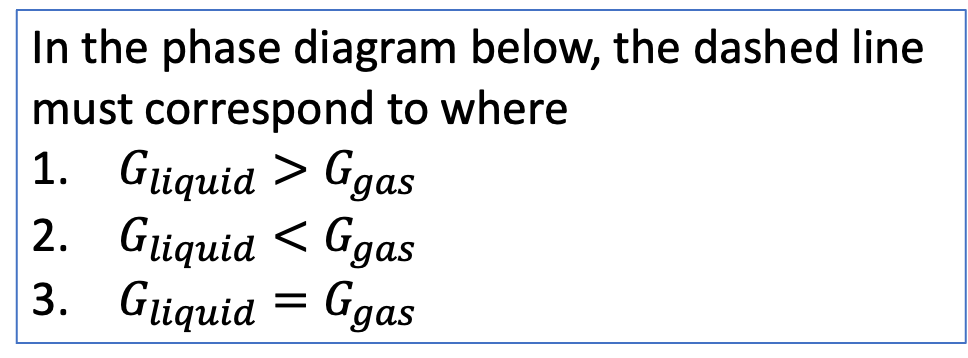 In the phase diagram below, the dashed line
must correspond to where
1. G_liquid > G_gas
2. G_liquid < G_gas
3. G_liquid = G_gas